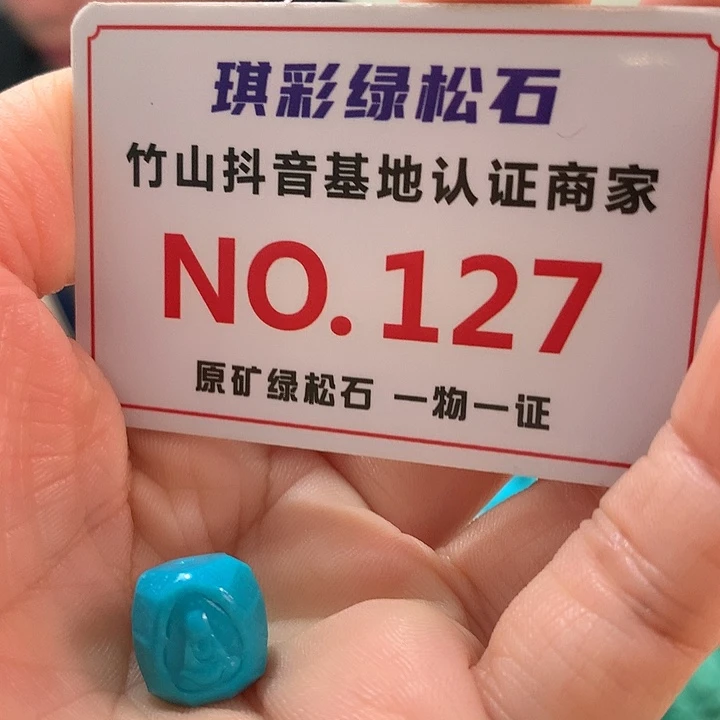 琪彩绿松石
竹山抖音基地认证商家
NO.127
原矿绿松石 一物一证